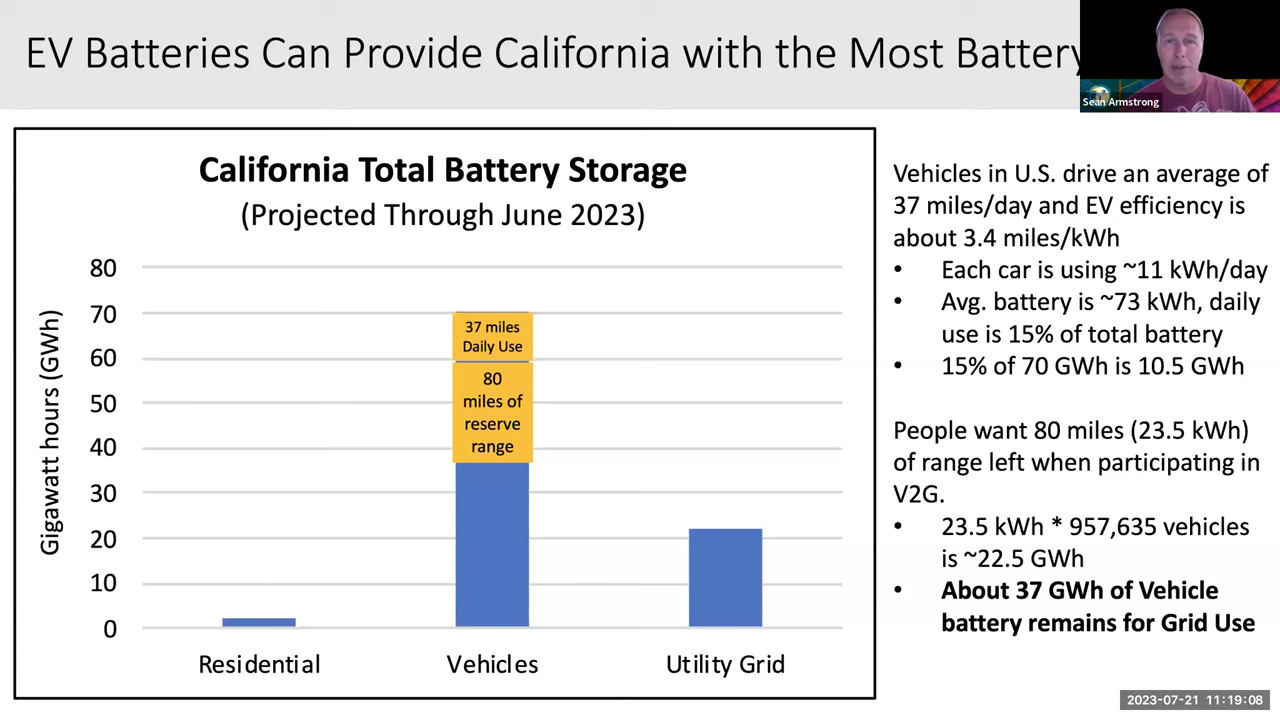 EV Batteries Can Provide California with the Most Battery
Sean Armstrong
California Total Battery Storage
(Projected Through June 2023)
Gigawatt hours (GWh)
80
70
60
50
40
30
20
10
0
37 miles
Daily Use
80
miles of
reserve
range
Residential
Vehicles
Utility Grid
Vehicles in U.S. drive an average of
37 miles/day and EV efficiency is
about 3.4 miles/kWh
• Each car is using ~11 kWh/day
• Avg. battery is ~73 kWh, daily
use is 15% of total battery
• 15% of 70 GWh is 10.5 GWh
People want 80 miles (23.5 kWh)
of range left when participating in
V2G.
• 23.5 kWh * 957,635 vehicles
is ~22.5 GWh
• About 37 GWh of Vehicle
battery remains for Grid Use
2023-07-21 11:19:08